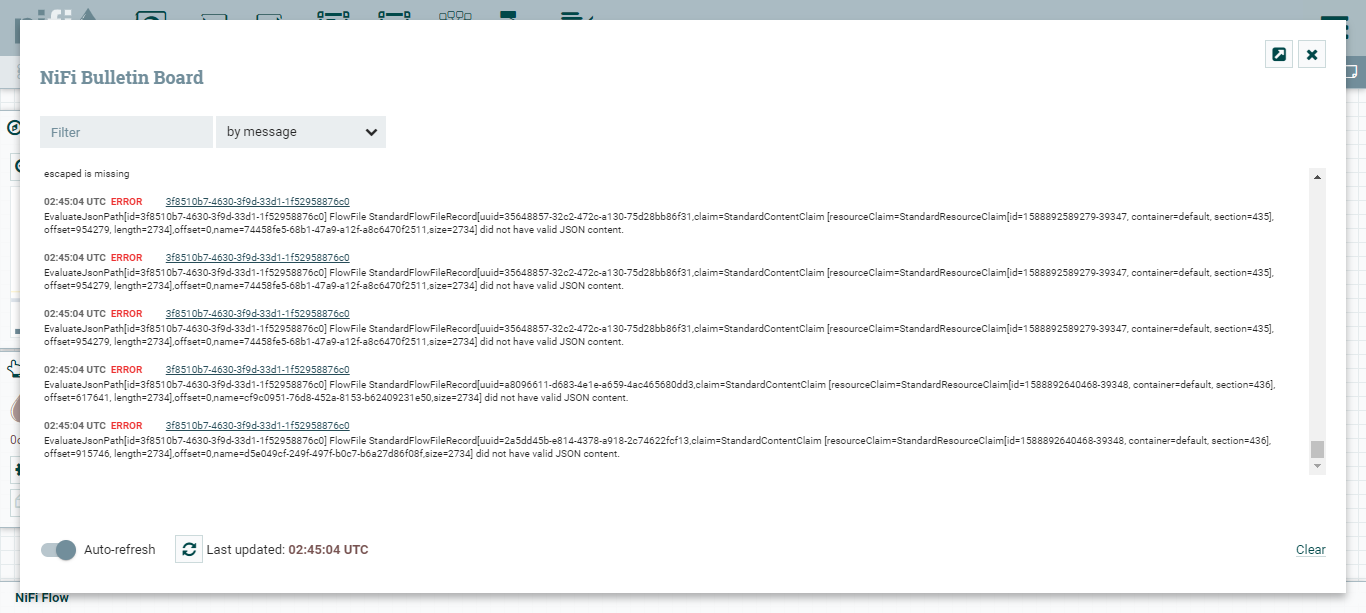 nifi
NiFi Bulletin Board
Filter
by message
escaped is missing
02:45:04 UTC ERROR 3f8510b7-4630-3f9d-33d1-1f52958876c0
EvaluateJsonPath[id=3f8510b7-4630-3f9d-33d1-1f52958876c0] FlowFile StandardFlowFileRecord[uuid=35648857-32c2-472c-a130-75d28bb86f31,claim=StandardContentClaim [resourceClaim=StandardResourceClaim[id=1588892589279-39347, container=default, section=435],
offset=954279, length=2734],offset=0,name=74458fe5-68b1-47a9-a12f-a8c6470f2511,size=2734] did not have valid JSON content.
02:45:04 UTC ERROR 3f8510b7-4630-3f9d-33d1-1f52958876c0
EvaluateJsonPath[id=3f8510b7-4630-3f9d-33d1-1f52958876c0] FlowFile StandardFlowFileRecord[uuid=35648857-32c2-472c-a130-75d28bb86f31,claim=StandardContentClaim [resourceClaim=StandardResourceClaim[id=1588892589279-39347, container=default, section=435],
offset=954279, length=2734],offset=0,name=74458fe5-68b1-47a9-a12f-a8c6470f2511,size=2734] did not have valid JSON content.
02:45:04 UTC ERROR 3f8510b7-4630-3f9d-33d1-1f52958876c0
EvaluateJsonPath[id=3f8510b7-4630-3f9d-33d1-1f52958876c0] FlowFile StandardFlowFileRecord[uuid=35648857-32c2-472c-a130-75d28bb86f31,claim=StandardContentClaim [resourceClaim=StandardResourceClaim[id=1588892589279-39347, container=default, section=435],
offset=954279, length=2734],offset=0,name=74458fe5-68b1-47a9-a12f-a8c6470f2511,size=2734] did not have valid JSON content.
02:45:04 UTC ERROR 3f8510b7-4630-3f9d-33d1-1f52958876c0
EvaluateJsonPath[id=3f8510b7-4630-3f9d-33d1-1f52958876c0] FlowFile StandardFlowFileRecord[uuid=a8096611-d683-4e1e-a659-4ac465680dd3,claim=StandardContentClaim [resourceClaim=StandardResourceClaim[id=1588892640468-39348, container=default, section=436],
offset=617641, length=2734],offset=0,name=cf9c0951-76d8-452a-8153-b62409231e50,size=2734] did not have valid JSON content.
02:45:04 UTC ERROR 3f8510b7-4630-3f9d-33d1-1f52958876c0
EvaluateJsonPath[id=3f8510b7-4630-3f9d-33d1-1f52958876c0] FlowFile StandardFlowFileRecord[uuid=2a5dd45b-e814-4378-a918-2c74622fcf13,claim=StandardContentClaim [resourceClaim=StandardResourceClaim[id=1588892640468-39348, container=default, section=436],
offset=915746, length=2734],offset=0,name=d5e049cf-249f-497f-b0c7-b6a27d86f08f,size=2734] did not have valid JSON content.
Auto-refresh
Last updated: 02:45:04 UTC
Clear
NiFi Flow